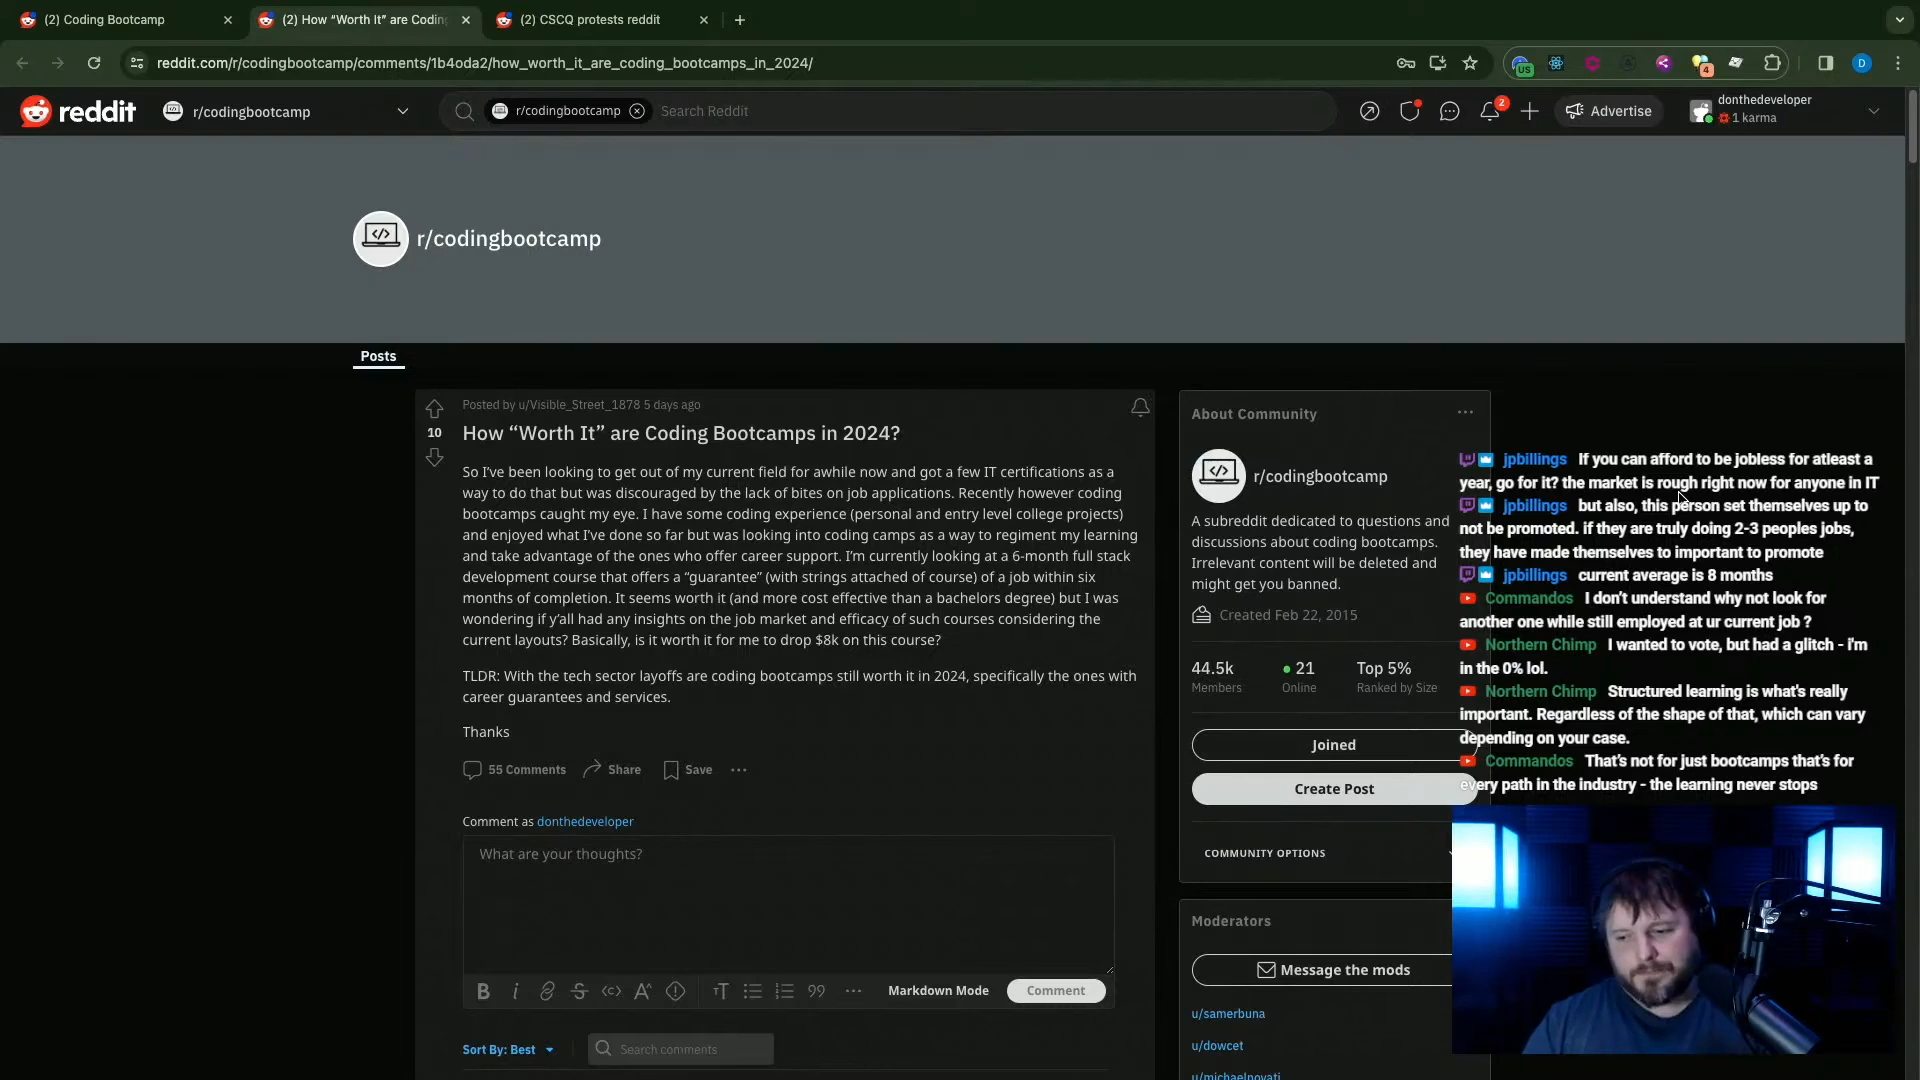 (2) Coding Bootcamp
(2) How “Worth It” are Coding
(2) CSCQ protests reddit
reddit.com/r/codingbootcamp/comments/1b4oda2/how_worth_it_are_coding_bootcamps_in_2024/
US
4
D
reddit
r/codingbootcamp
r/codingbootcamp
Search Reddit
2
Advertise
donthedeveloper
1 karma
r/codingbootcamp
Posts
Posted by u/Visible_Street_1878 5 days ago
10
How “Worth It” are Coding Bootcamps in 2024?
So I’ve been looking to get out of my current field for awhile now and got a few IT certifications as a
way to do that but was discouraged by the lack of bites on job applications. Recently however coding
bootcamps caught my eye. I have some coding experience (personal and entry level college projects)
and enjoyed what I’ve done so far but was looking into coding camps as a way to regiment my learning
and take advantage of the ones who offer career support. I’m currently looking at a 6-month full stack
development course that offers a “guarantee” (with strings attached of course) of a job within six
months of completion. It seems worth it (and more cost effective than a bachelors degree) but I was
wondering if y’all had any insights on the job market and efficacy of such courses considering the
current layouts? Basically, is it worth it for me to drop $8k on this course?
TLDR: With the tech sector layoffs are coding bootcamps still worth it in 2024, specifically the ones with
career guarantees and services.
Thanks
55 Comments
Share
Save
Comment as donthedeveloper
What are your thoughts?
Markdown Mode
Comment
Sort By: Best
Search comments
About Community
r/codingbootcamp
A subreddit dedicated to questions and
discussions about coding bootcamps.
Irrelevant content will be deleted and
might get you banned.
Created Feb 22, 2015
44.5k
Members
21
Online
Top 5%
Ranked by Size
Joined
Create Post
COMMUNITY OPTIONS
Moderators
Message the mods
u/samerbuna
u/dowcet
u/michaelnovati
jpbillings If you can afford to be jobless for atleast a
year, go for it? the market is rough right now for anyone in IT
jpbillings but also, this person set themselves up to
not be promoted. if they are truly doing 2-3 peoples jobs,
they have made themselves to important to promote
jpbillings current average is 8 months
Commandos I don’t understand why not look for
another one while still employed at ur current job ?
Northern Chimp I wanted to vote, but had a glitch - i'm
in the 0% lol.
Northern Chimp Structured learning is what's really
important. Regardless of the shape of that, which can vary
depending on your case.
Commandos That’s not for just bootcamps that’s for
every path in the industry - the learning never stops